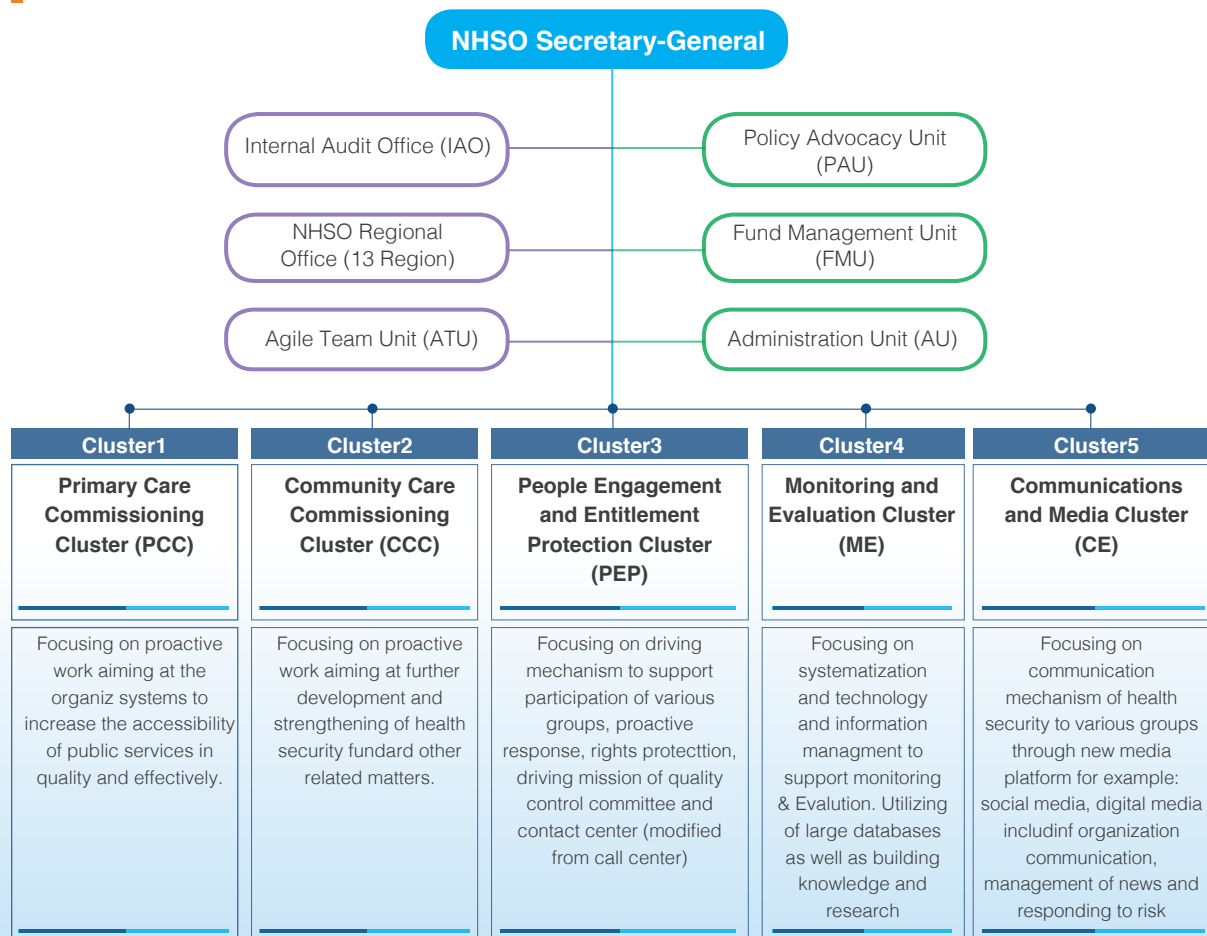 NHSO Secretary-General
Internal Audit Office (IAO)
Policy Advocacy Unit
(PAU)
NHSO Regional
Office (13 Region)
Fund Management Unit
(FMU)
Agile Team Unit (ATU)
Administration Unit (AU)
Cluster1
Primary Care
Commissioning
Cluster (PCC)
Focusing on proactive
work aiming at the
organiz systems to
increase the accessibility
of public services in
quality and effectively.
Cluster2
Community Care
Commissioning
Cluster (CCC)
Focusing on proactive
work aiming at further
development and
strengthening of health
security fundard other
related matters.
Cluster3
People Engagement
and Entitlement
Protection Cluster
(PEP)
Focusing on driving
mechanism to support
participation of various
groups, proactive
response, rights protecttion,
driving mission of quality
control committee and
contact center (modified
from call center)
Cluster4
Monitoring and
Evaluation Cluster
(ME)
Focusing on
systematization
and technology
and information
managment to
support monitoring
& Evalution. Utilizing
of large databases
as well as building
knowledge and
research
Cluster5
Communications
and Media Cluster
(CE)
Focusing on
communication
mechanism of health
security to various groups
through new media
platform for example:
social media, digital media
includinf organization
communication,
management of news and
responding to risk